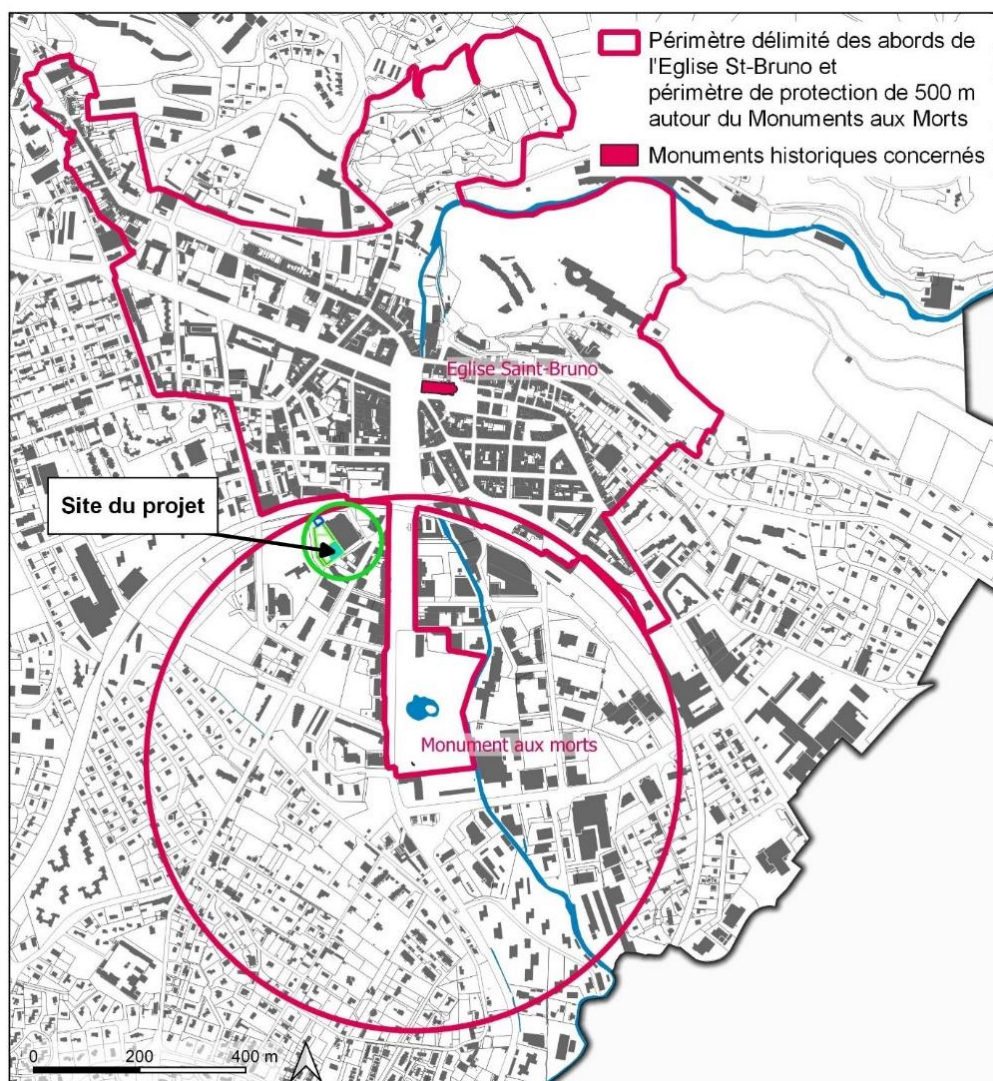 Périmètre délimité des abords de
l'Eglise St-Bruno et
périmètre de protection de 500 m
autour du Monuments aux Morts
Monuments historiques concernés
Eglise Saint-Bruno
Site du projet
Monument aux morts
0 200 400 m